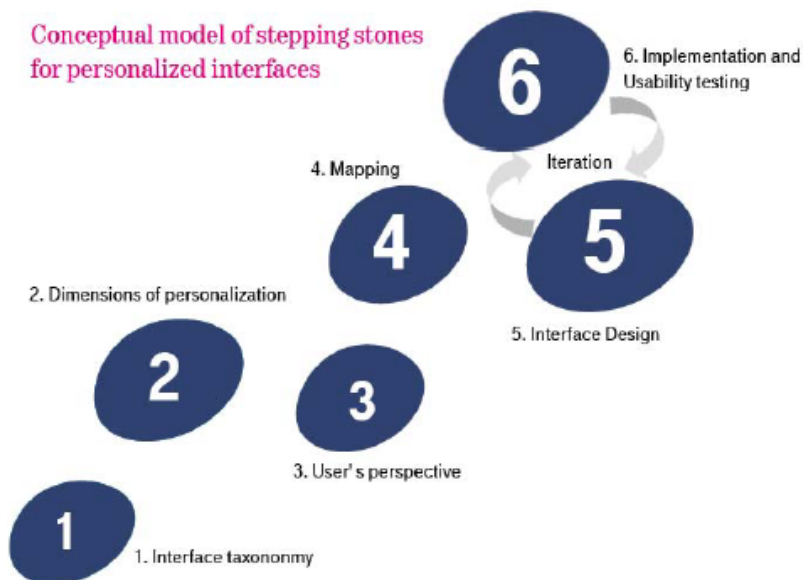 Conceptual model of stepping stones
for personalized interfaces
6
6. Implementation and
Usability testing
Iteration
4. Mapping
4
5
5. Interface Design
2. Dimensions of personalization
2
3
3. User's perspective
1
1. Interface taxononmy